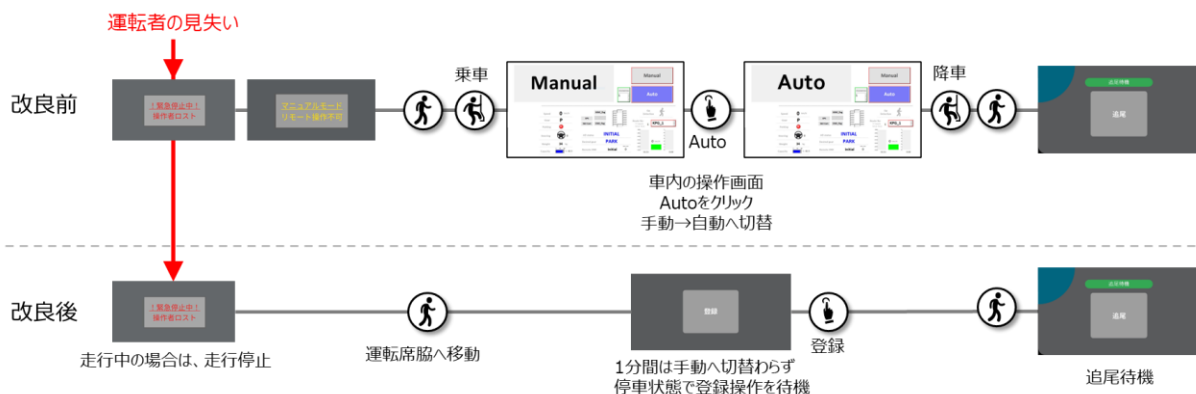 運転者の見失い
改良前
！緊急停止中！
操作者ロスト
マニュアルモード
リモート操作不可
乗車
Manual
Manual
Auto
INITIAL
PARK
Auto
Auto
Manual
Auto
INITIAL
PARK
降車
追尾待機
追尾
車内の操作画面
Autoをクリック
手動→自動へ切替
改良後
！緊急停止中！
操作者ロスト
走行中の場合は、走行停止
運転席脇へ移動
登録
1分間は手動へ切替わらず
停車状態で登録操作を待機
登録
追尾待機
追尾
追尾待機